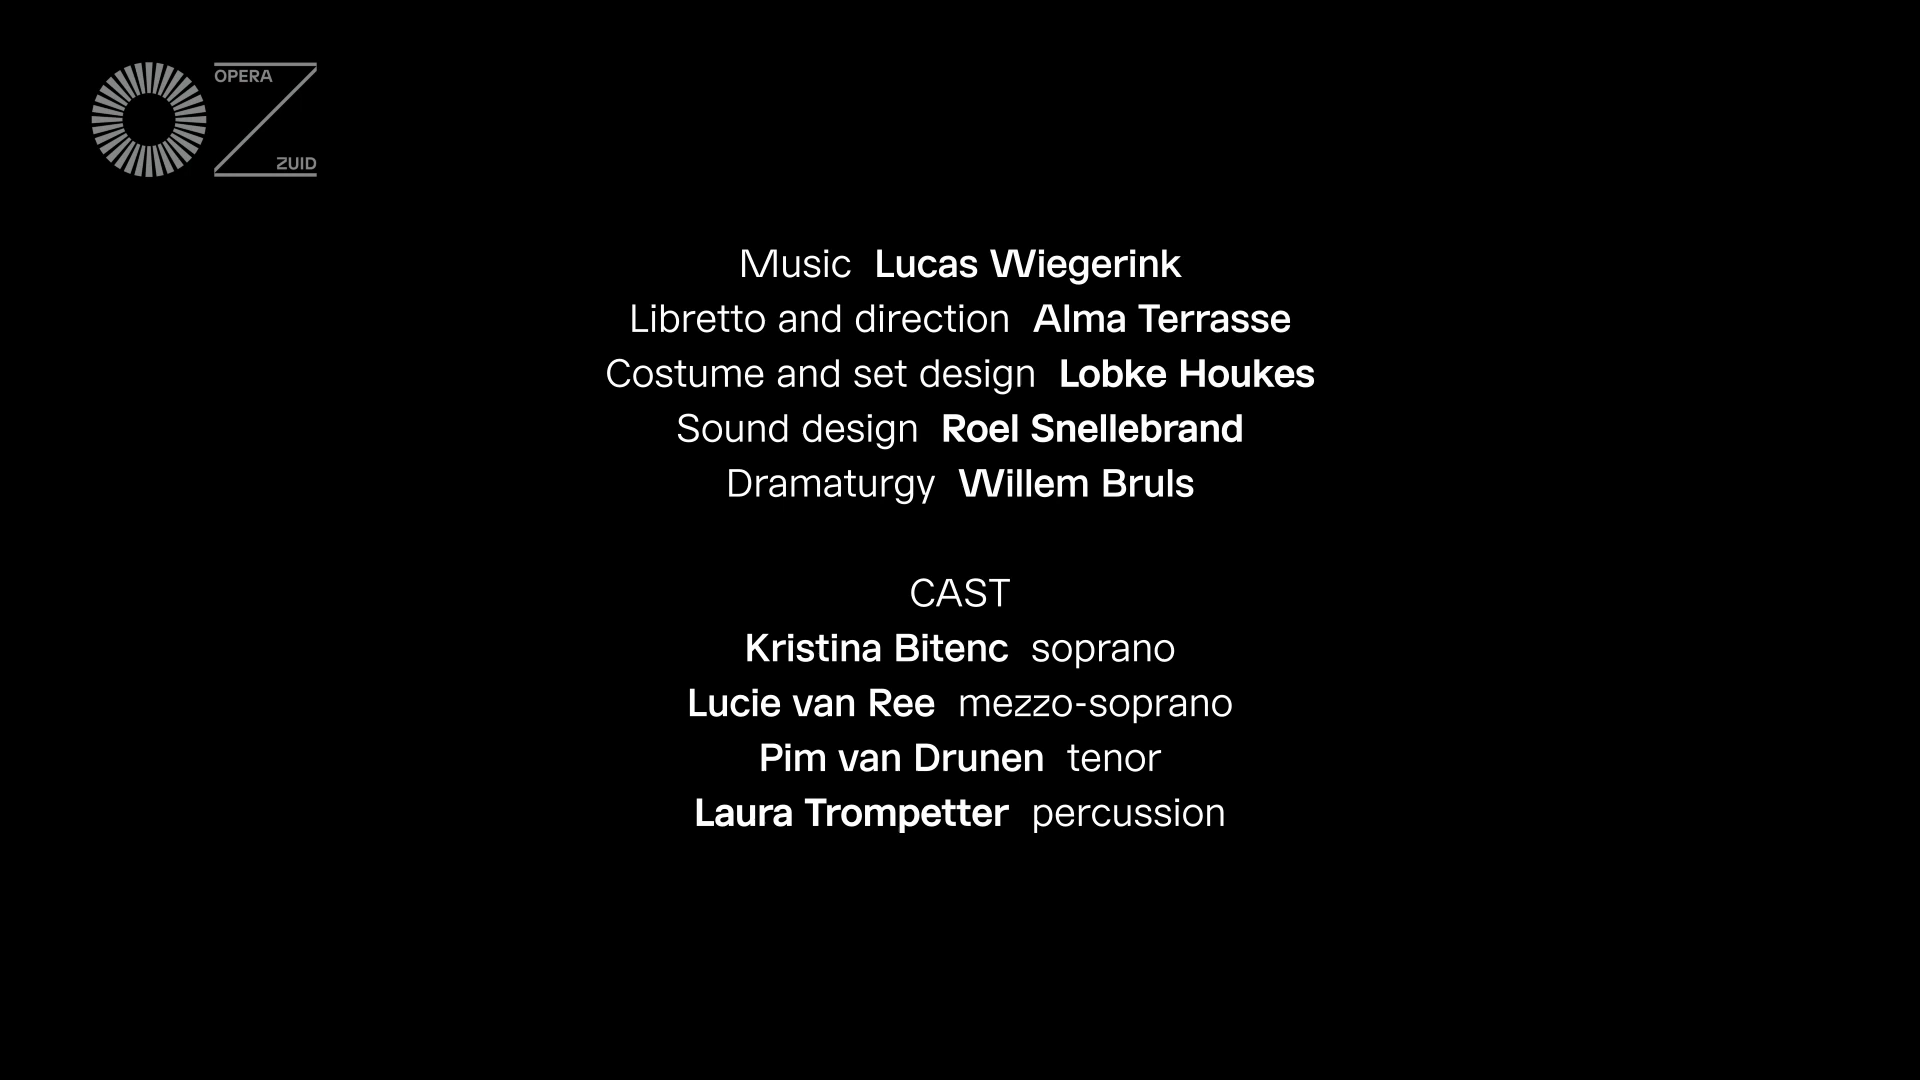 OPERA
ZUID
Music Lucas Wiegerink
Libretto and direction Alma Terrasse
Costume and set design Lobke Houkes
Sound design Roel Snellebrand
Dramaturgy Willem Bruls
CAST
Kristina Bitenc soprano
Lucie van Ree mezzo-soprano
Pim van Drunen tenor
Laura Trompetter percussion